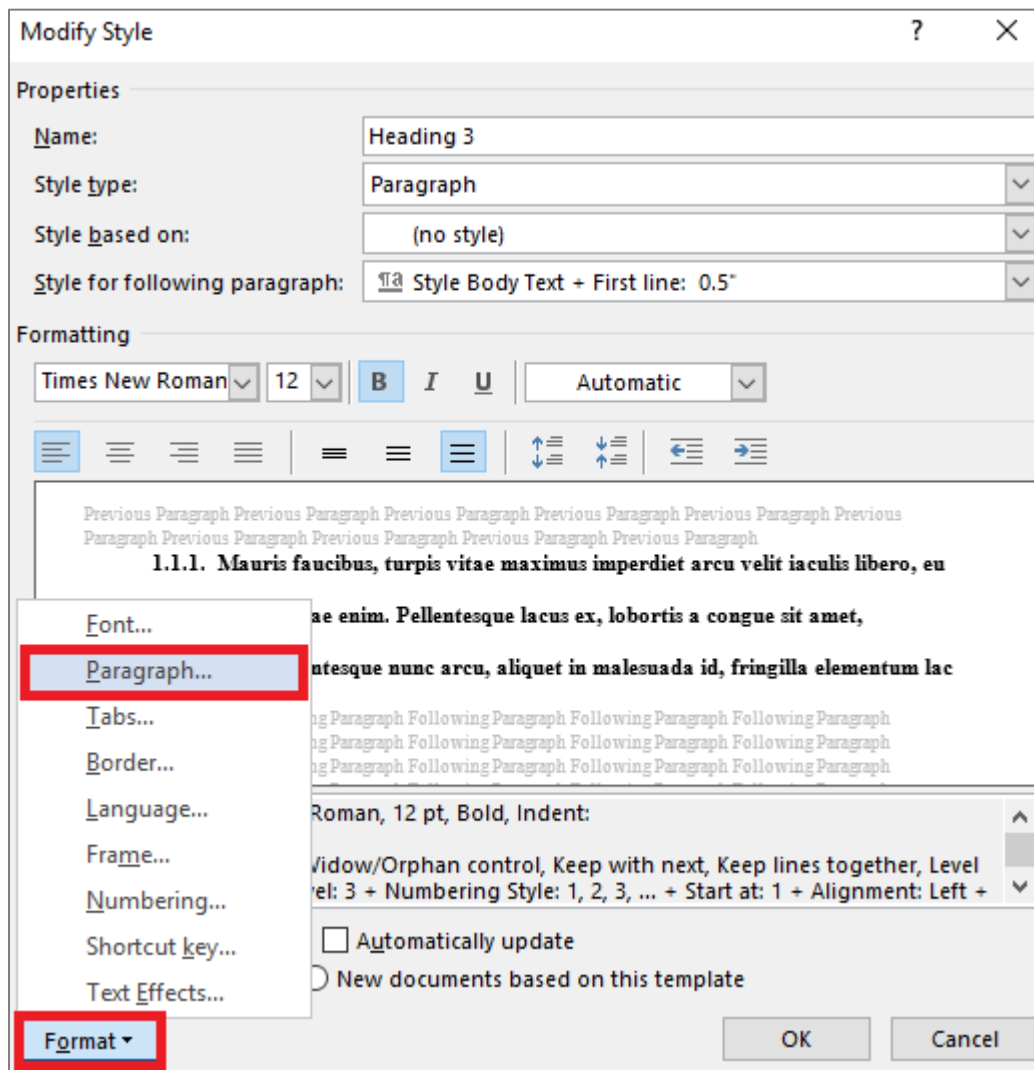 Modify Style ? ×
Properties
Name: Heading 3
Style type: Paragraph
Style based on: (no style)
Style for following paragraph: ¶a Style Body Text + First line: 0.5"
Formatting
Times New Roman 12 B I U Automatic
Previous Paragraph Previous Paragraph Previous Paragraph Previous Paragraph Previous Paragraph Previous
Paragraph Previous Paragraph Previous Paragraph Previous Paragraph Previous Paragraph
1.1.1. Mauris faucibus, turpis vitae maximus imperdiet arcu velit iaculis libero, eu
ae enim. Pellentesque lacus ex, lobortis a congue sit amet,
ntesque nunc arcu, aliquet in malesuada id, fringilla elementum lac
ng Paragraph Following Paragraph Following Paragraph Following Paragraph
ng Paragraph Following Paragraph Following Paragraph Following Paragraph
ng Paragraph Following Paragraph Following Paragraph Following Paragraph
Roman, 12 pt, Bold, Indent:
Widow/Orphan control, Keep with next, Keep lines together, Level
el: 3 + Numbering Style: 1, 2, 3, ... + Start at: 1 + Alignment: Left +
Automatically update
New documents based on this template
Font...
Paragraph...
Tabs...
Border...
Language...
Frame...
Numbering...
Shortcut key...
Text Effects...
Format OK Cancel